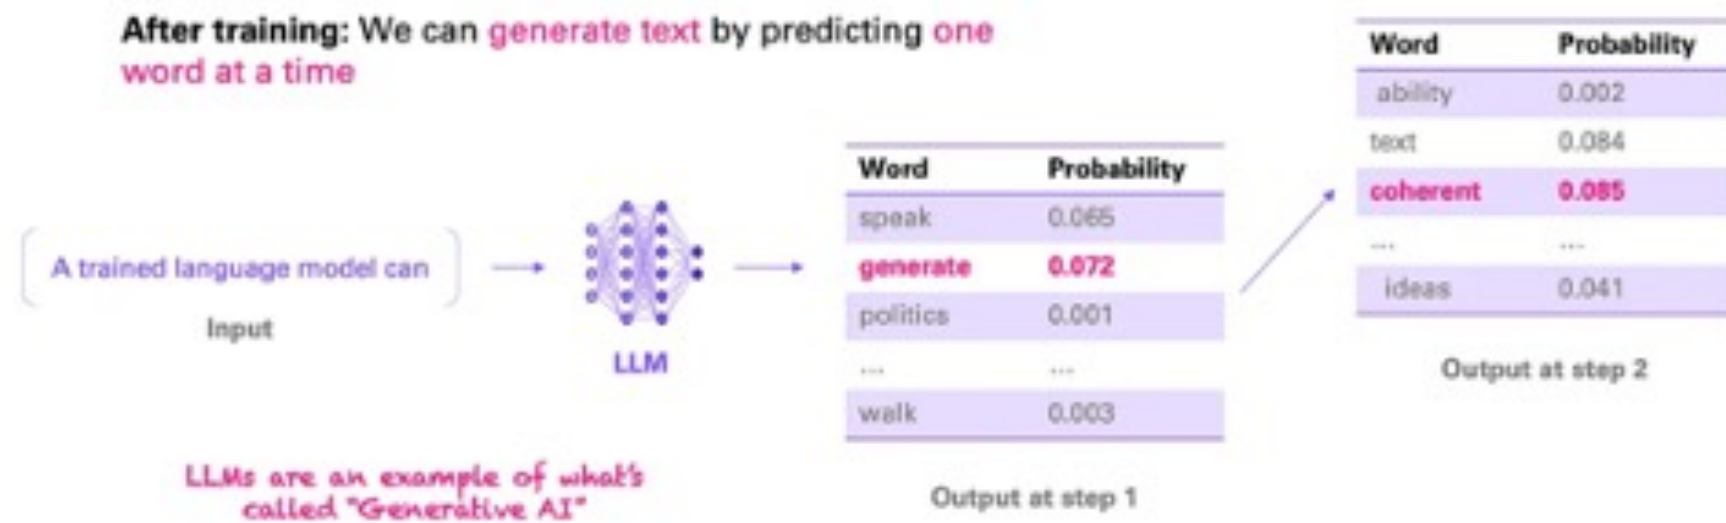 After training: We can generate text by predicting one
word at a time
A trained language model can
Input
LLM
LLMs are an example of what's
called "Generative AI"
Word Probability
speak 0.065
generate 0.072
politics 0.001
... ...
walk 0.003
Output at step 1
Word Probability
ability 0.002
text 0.084
coherent 0.085
... ...
ideas 0.041
Output at step 2